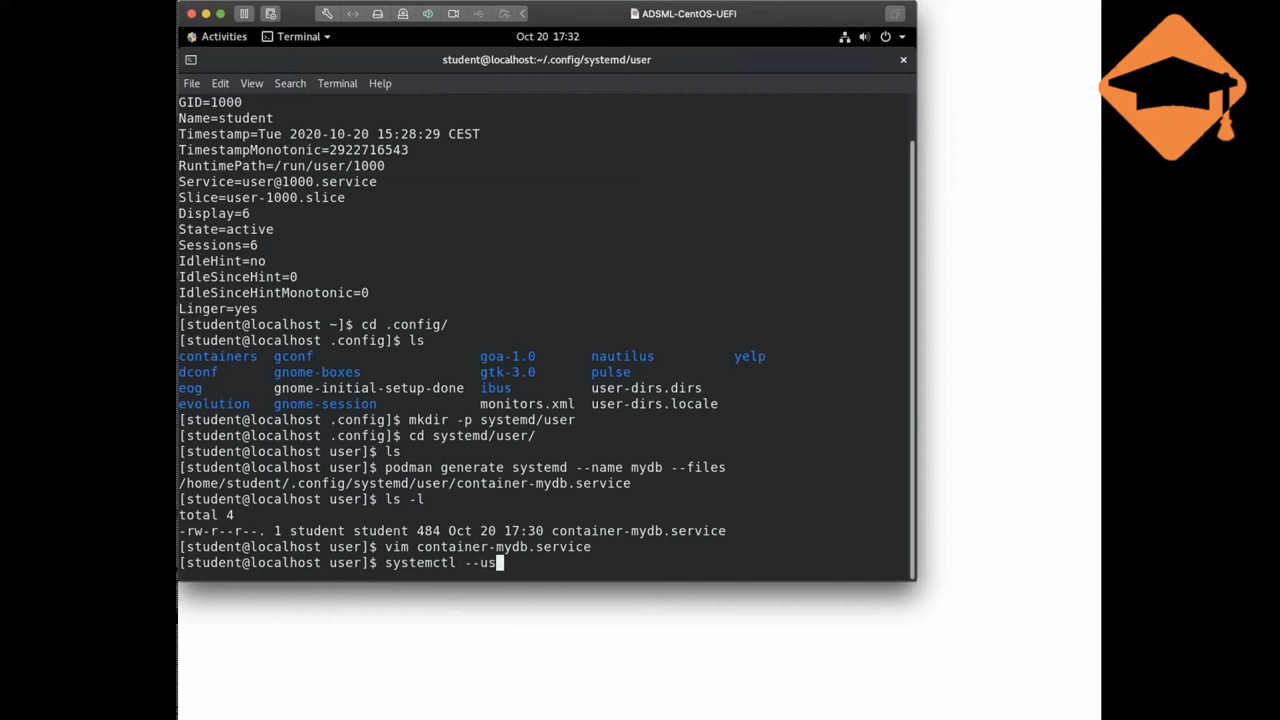 ADSML-CentOS-UEFI
Activities Terminal Oct 20 17:32
student@localhost:~/.config/systemd/user
File Edit View Search Terminal Help
GID=1000
Name=student
Timestamp=Tue 2020-10-20 15:28:29 CEST
TimestampMonotonic=2922716543
RuntimePath=/run/user/1000
Service=user@1000.service
Slice=user-1000.slice
Display=6
State=active
Sessions=6
IdleHint=no
IdleSinceHint=0
IdleSinceHintMonotonic=0
Linger=yes
[student@localhost ~]$ cd .config/
[student@localhost .config]$ ls
containers gconf goa-1.0 nautilus yelp
dconf gnome-boxes gtk-3.0 pulse
eog gnome-initial-setup-done ibus user-dirs.dirs
evolution gnome-session monitors.xml user-dirs.locale
[student@localhost .config]$ mkdir -p systemd/user
[student@localhost .config]$ cd systemd/user/
[student@localhost user]$ ls
[student@localhost user]$ podman generate systemd --name mydb --files
/home/student/.config/systemd/user/container-mydb.service
[student@localhost user]$ ls -l
total 4
-rw-r--r--. 1 student student 484 Oct 20 17:30 container-mydb.service
[student@localhost user]$ vim container-mydb.service
[student@localhost user]$ systemctl --us